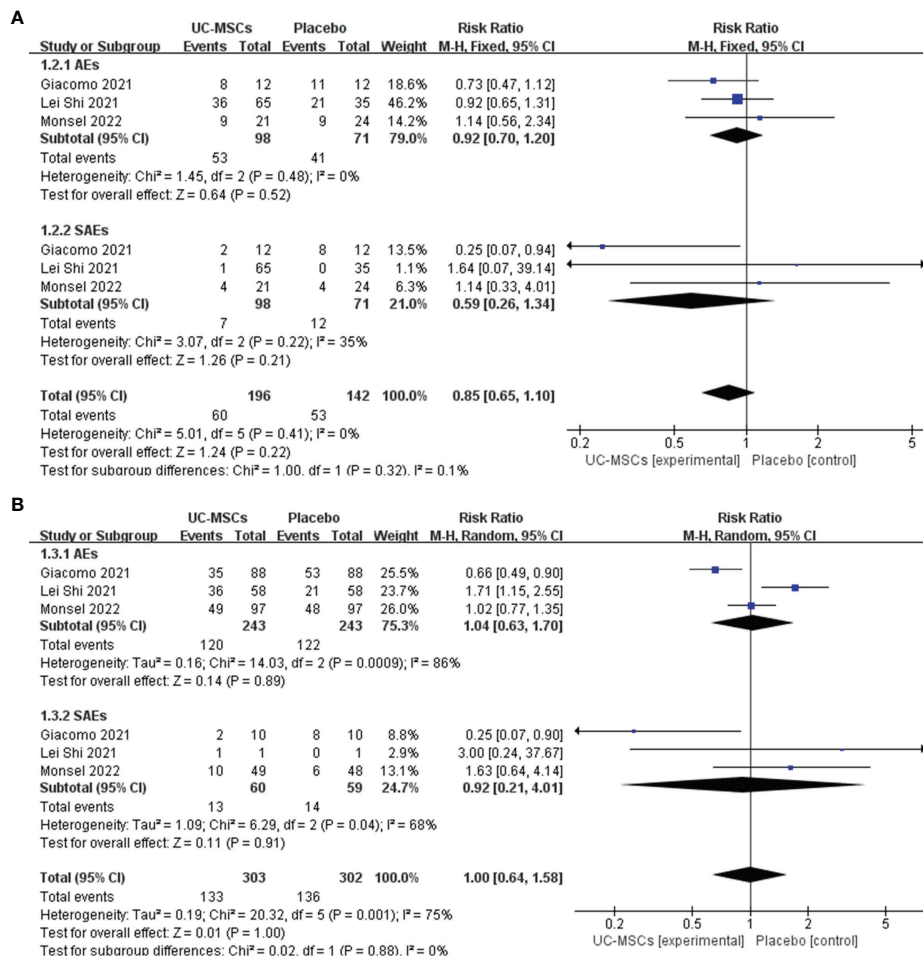 A
UC-MSCs Placebo Risk Ratio Risk Ratio
Study or Subgroup Events Total Events Total Weight M-H, Fixed, 95% CI M-H, Fixed, 95% CI
1.2.1 AEs
Giacomo 2021 8 12 11 12 18.6% 0.73 [0.47, 1.12]
Lei Shi 2021 36 65 21 35 46.2% 0.92 [0.65, 1.31]
Monsel 2022 9 21 9 24 14.2% 1.14 [0.56, 2.34]
Subtotal (95% CI) 98 71 79.0% 0.92 [0.70, 1.20]
Total events 53 41
Heterogeneity: Chi² = 1.45, df = 2 (P = 0.48); I² = 0%
Test for overall effect: Z = 0.64 (P = 0.52)
1.2.2 SAEs
Giacomo 2021 2 12 8 12 13.5% 0.25 [0.07, 0.94]
Lei Shi 2021 1 65 0 35 1.1% 1.64 [0.07, 39.14]
Monsel 2022 4 21 4 24 6.3% 1.14 [0.33, 4.01]
Subtotal (95% CI) 98 71 21.0% 0.59 [0.26, 1.34]
Total events 7 12
Heterogeneity: Chi² = 3.07, df = 2 (P = 0.22); I² = 35%
Test for overall effect: Z = 1.26 (P = 0.21)
Total (95% CI) 196 142 100.0% 0.85 [0.65, 1.10]
Total events 60 53
Heterogeneity: Chi² = 5.01, df = 5 (P = 0.41); I² = 0%
Test for overall effect: Z = 1.24 (P = 0.22)
Test for subgroup differences: Chi² = 1.00. df = 1 (P = 0.32). I² = 0.1%
0.2 0.5 1 2 5
UC-MSCs [experimental] Placebo [control]
B
UC-MSCs Placebo Risk Ratio Risk Ratio
Study or Subgroup Events Total Events Total Weight M-H, Random, 95% CI M-H, Random, 95% CI
1.3.1 AEs
Giacomo 2021 35 88 53 88 25.5% 0.66 [0.49, 0.90]
Lei Shi 2021 36 58 21 58 23.7% 1.71 [1.15, 2.55]
Monsel 2022 49 97 48 97 26.0% 1.02 [0.77, 1.35]
Subtotal (95% CI) 243 243 75.3% 1.04 [0.63, 1.70]
Total events 120 122
Heterogeneity: Tau² = 0.16; Chi² = 14.03, df = 2 (P = 0.0009); I² = 86%
Test for overall effect: Z = 0.14 (P = 0.89)
1.3.2 SAEs
Giacomo 2021 2 10 8 10 8.8% 0.25 [0.07, 0.90]
Lei Shi 2021 1 1 0 1 2.9% 3.00 [0.24, 37.67]
Monsel 2022 10 49 6 48 13.1% 1.63 [0.64, 4.14]
Subtotal (95% CI) 60 59 24.7% 0.92 [0.21, 4.01]
Total events 13 14
Heterogeneity: Tau² = 1.09; Chi² = 6.29, df = 2 (P = 0.04); I² = 68%
Test for overall effect: Z = 0.11 (P = 0.91)
Total (95% CI) 303 302 100.0% 1.00 [0.64, 1.58]
Total events 133 136
Heterogeneity: Tau² = 0.19; Chi² = 20.32, df = 5 (P = 0.001); I² = 75%
Test for overall effect: Z = 0.01 (P = 1.00)
Test for subgroup differences: Chi² = 0.02. df = 1 (P = 0.88). I² = 0%
0.2 0.5 1 2 5
UC-MSCs [experimental] Placebo [control]